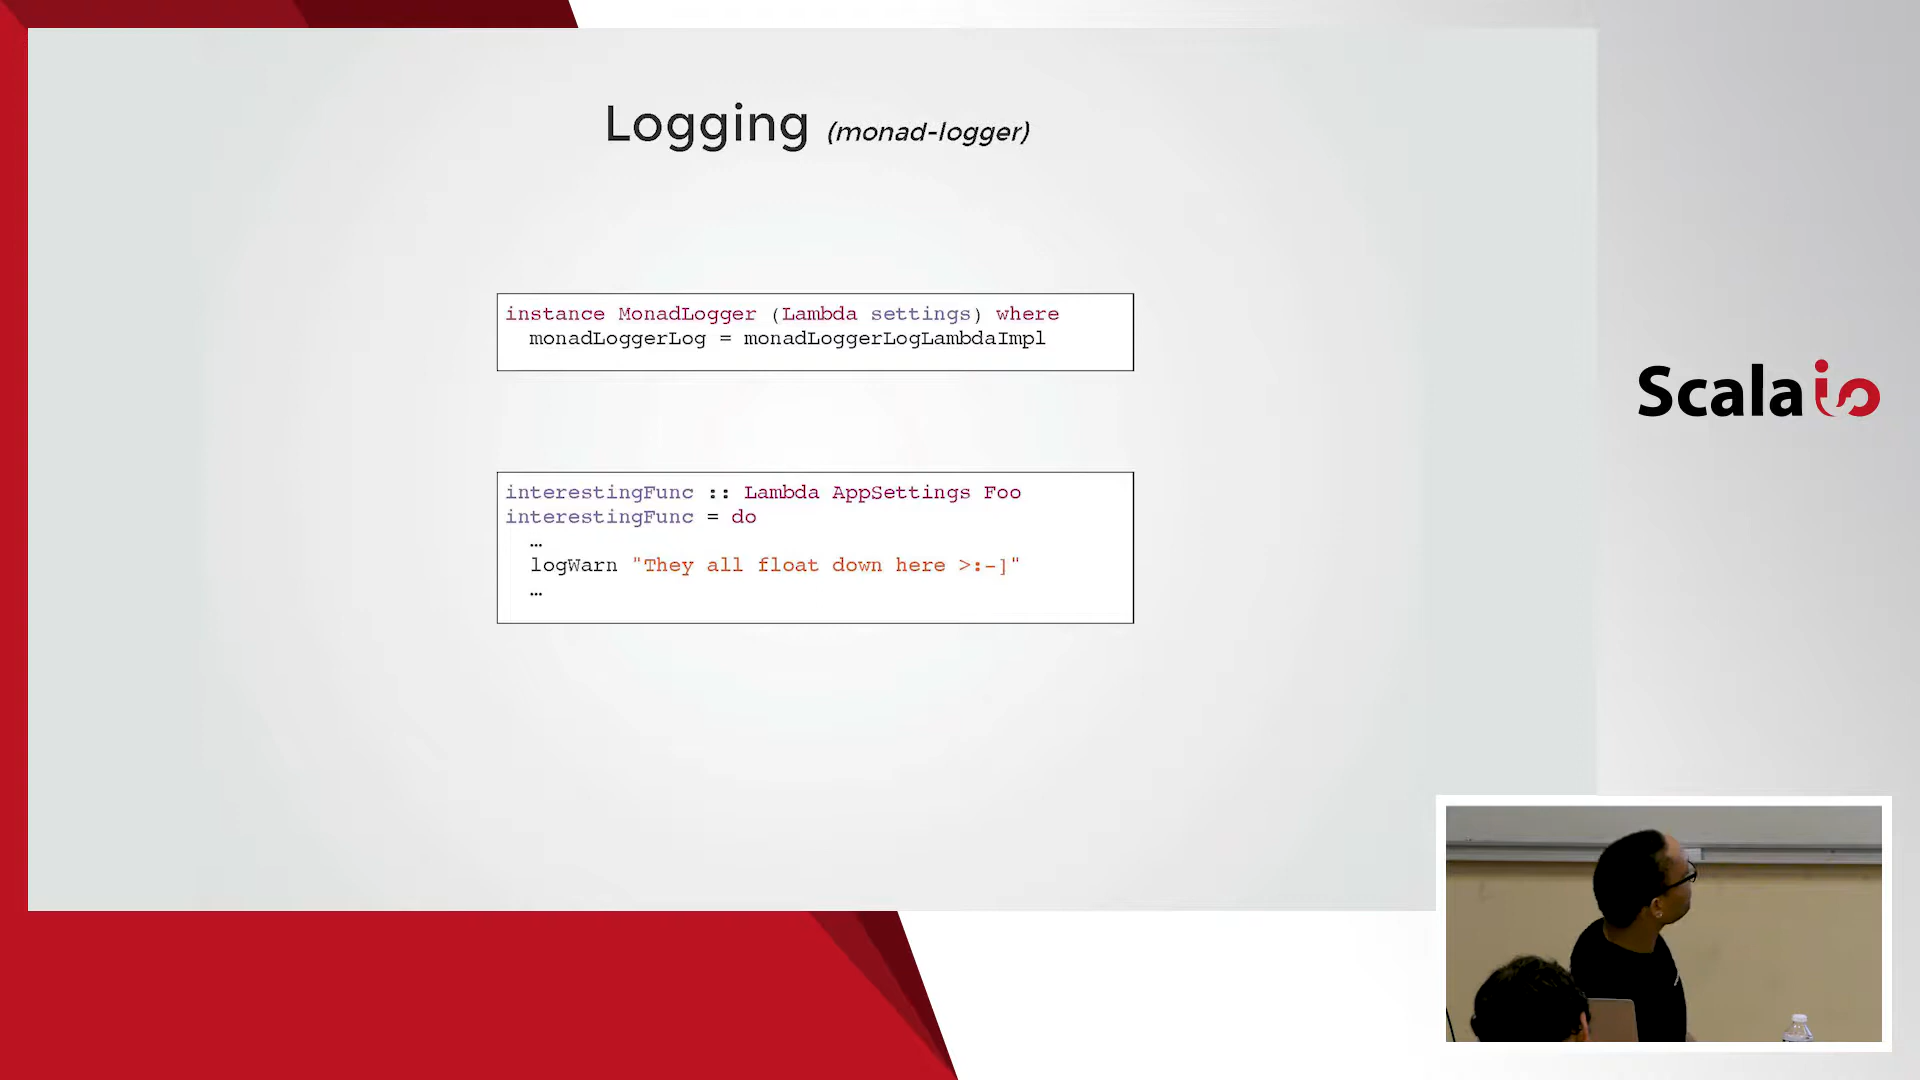 Logging (monad-logger)
instance MonadLogger (Lambda settings) where
monadLoggerLog = monadLoggerLogLambdaImpl
interestingFunc :: Lambda AppSettings Foo
interestingFunc = do
…
logWarn "They all float down here >:-]"
…
Scala io